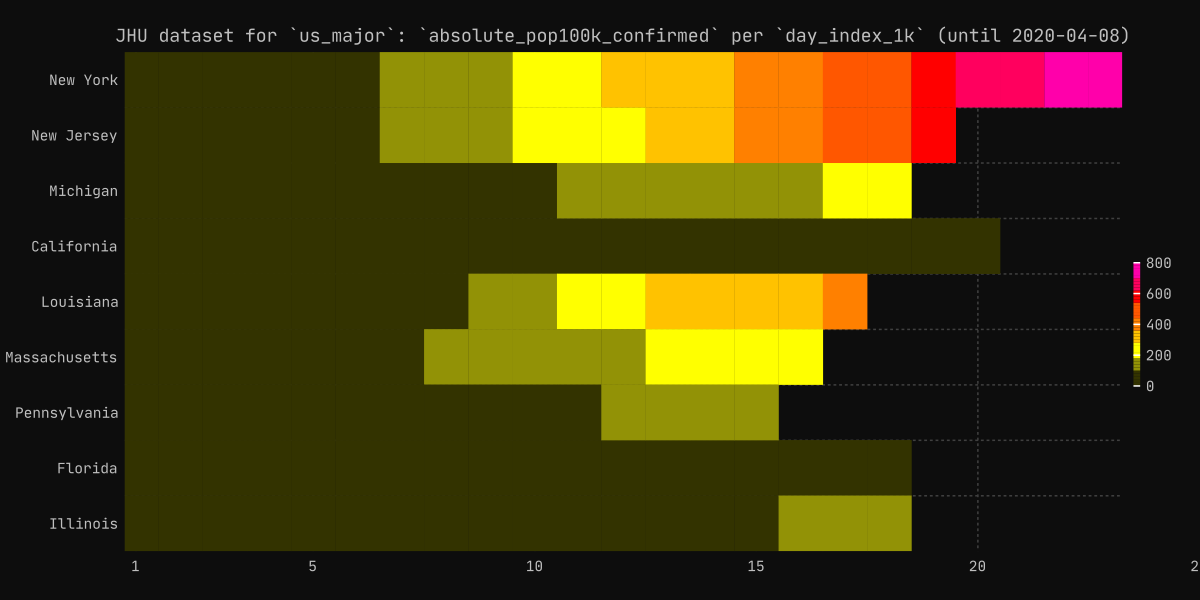 JHU dataset for `us_major`: `absolute_pop100k_confirmed` per `day_index_1k` (until 2020-04-08)
New York
New Jersey
Michigan
California
Louisiana
Massachusetts
Pennsylvania
Florida
Illinois
800
600
400
200
0
1 5 10 15 20 2